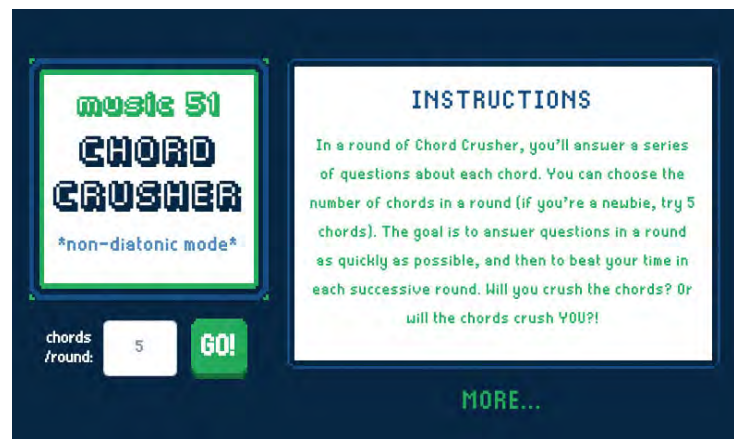 music 51
CHORD
CRUSHER
*non-diatonic mode*
chords
/round:
5
GO!
INSTRUCTIONS
In a round of Chord Crusher, you'll answer a series
of questions about each chord. You can choose the
number of chords in a round (if you're a newbie, try 5
chords). The goal is to answer questions in a round
as quickly as possible, and then to beat your time in
each successive round. Will you crush the chords? Or
will the chords crush YOU?!
MORE...